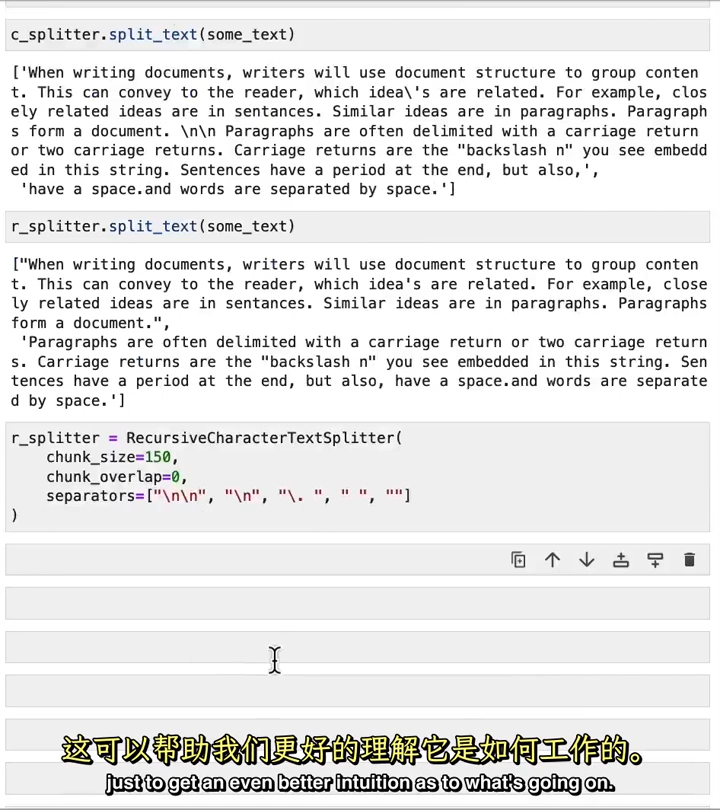 c_splitter.split_text(some_text)
['When writing documents, writers will use document structure to group conten
t. This can convey to the reader, which idea\'s are related. For example, clos
ely related ideas are in sentances. Similar ideas are in paragraphs. Paragraph
s form a document. \n\n Paragraphs are often delimited with a carriage return
or two carriage returns. Carriage returns are the "backslash n" you see embedd
ed in this string. Sentences have a period at the end, but also,',
'have a space.and words are separated by space.']
r_splitter.split_text(some_text)
["When writing documents, writers will use document structure to group conten
t. This can convey to the reader, which idea's are related. For example, close
ly related ideas are in sentances. Similar ideas are in paragraphs. Paragraphs
form a document.",
'Paragraphs are often delimited with a carriage return or two carriage return
s. Carriage returns are the "backslash n" you see embedded in this string. Sen
tences have a period at the end, but also, have a space.and words are separate
d by space.']
r_splitter = RecursiveCharacterTextSplitter(
chunk_size=150,
chunk_overlap=0,
separators=["\n\n", "\n", "\. ", " ", ""]
)
这可以帮助我们更好的理解它是如何工作的。
just to get an even better intuition as to what's going on.